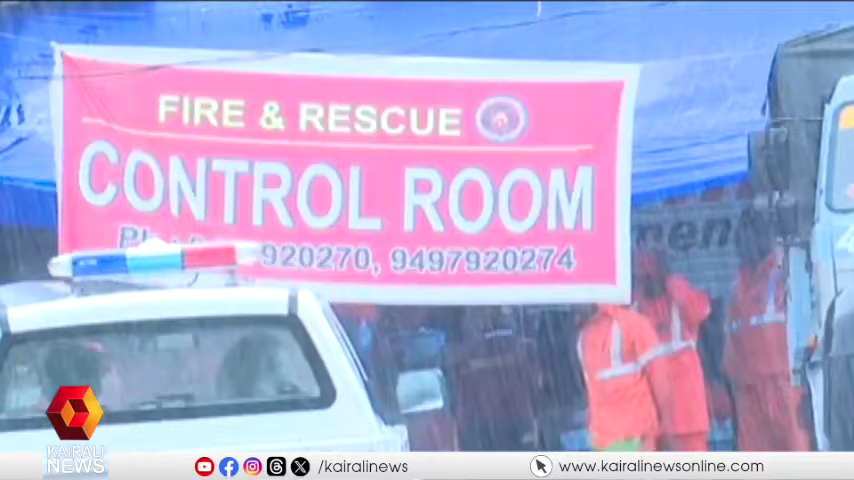 FIRE & RESCUE
CONTROL ROOM
920270, 9497920274
KAIRALI
NEWS
/kairalinews
www.kairalinewsonline.com